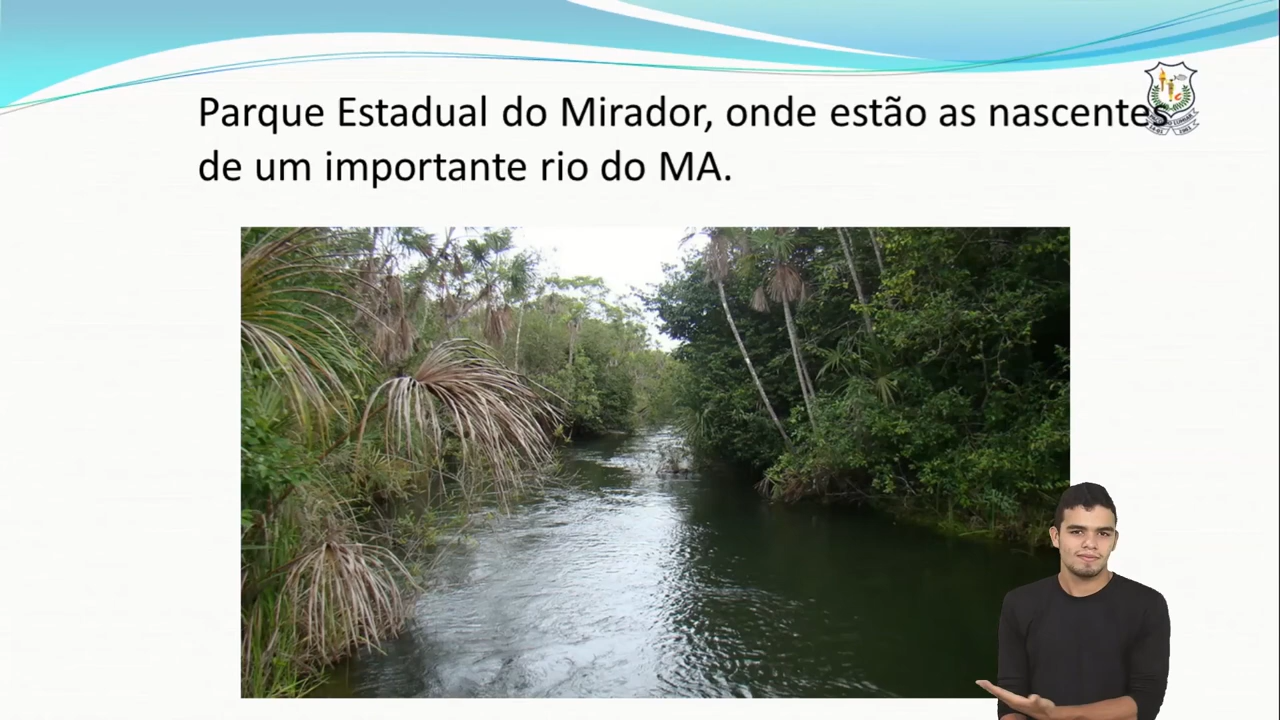 Parque Estadual do Mirador, onde estão as nascentes
de um importante rio do MA.